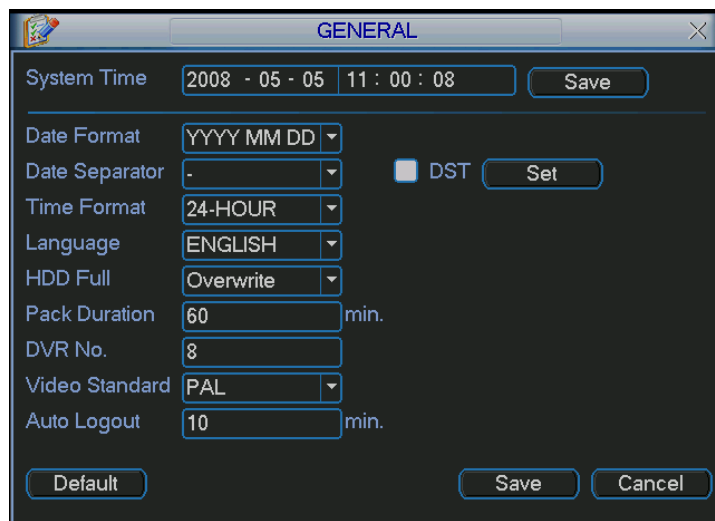 GENERAL
System Time 2008 - 05 - 05 11 : 00 : 08 Save
Date Format YYYY MM DD
Date Separator - DST Set
Time Format 24-HOUR
Language ENGLISH
HDD Full Overwrite
Pack Duration 60 min.
DVR No. 8
Video Standard PAL
Auto Logout 10 min.
Default Save Cancel